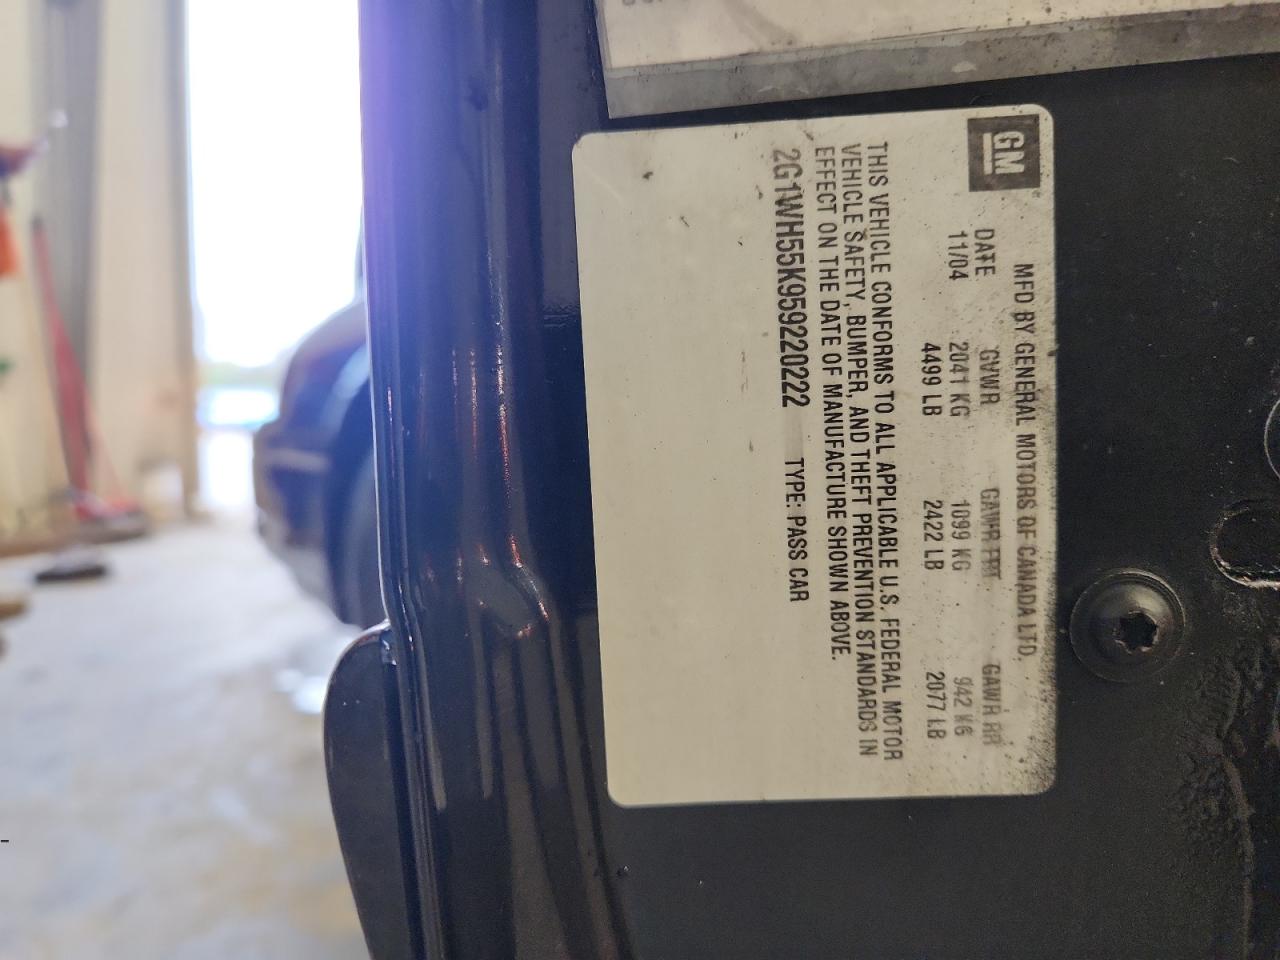 GM
MFD BY GENERAL MOTORS OF CANADA LTD.
DATE GVWR GAWR FRT GAWR RR
11/04 2041 KG 1099 KG 942 KG
4499 LB 2422 LB 2077 LB
THIS VEHICLE CONFORMS TO ALL APPLICABLE U.S. FEDERAL MOTOR
VEHICLE SAFETY, BUMPER, AND THEFT PREVENTION STANDARDS IN
EFFECT ON THE DATE OF MANUFACTURE SHOWN ABOVE.
2G1WH55K959220222 TYPE: PASS CAR